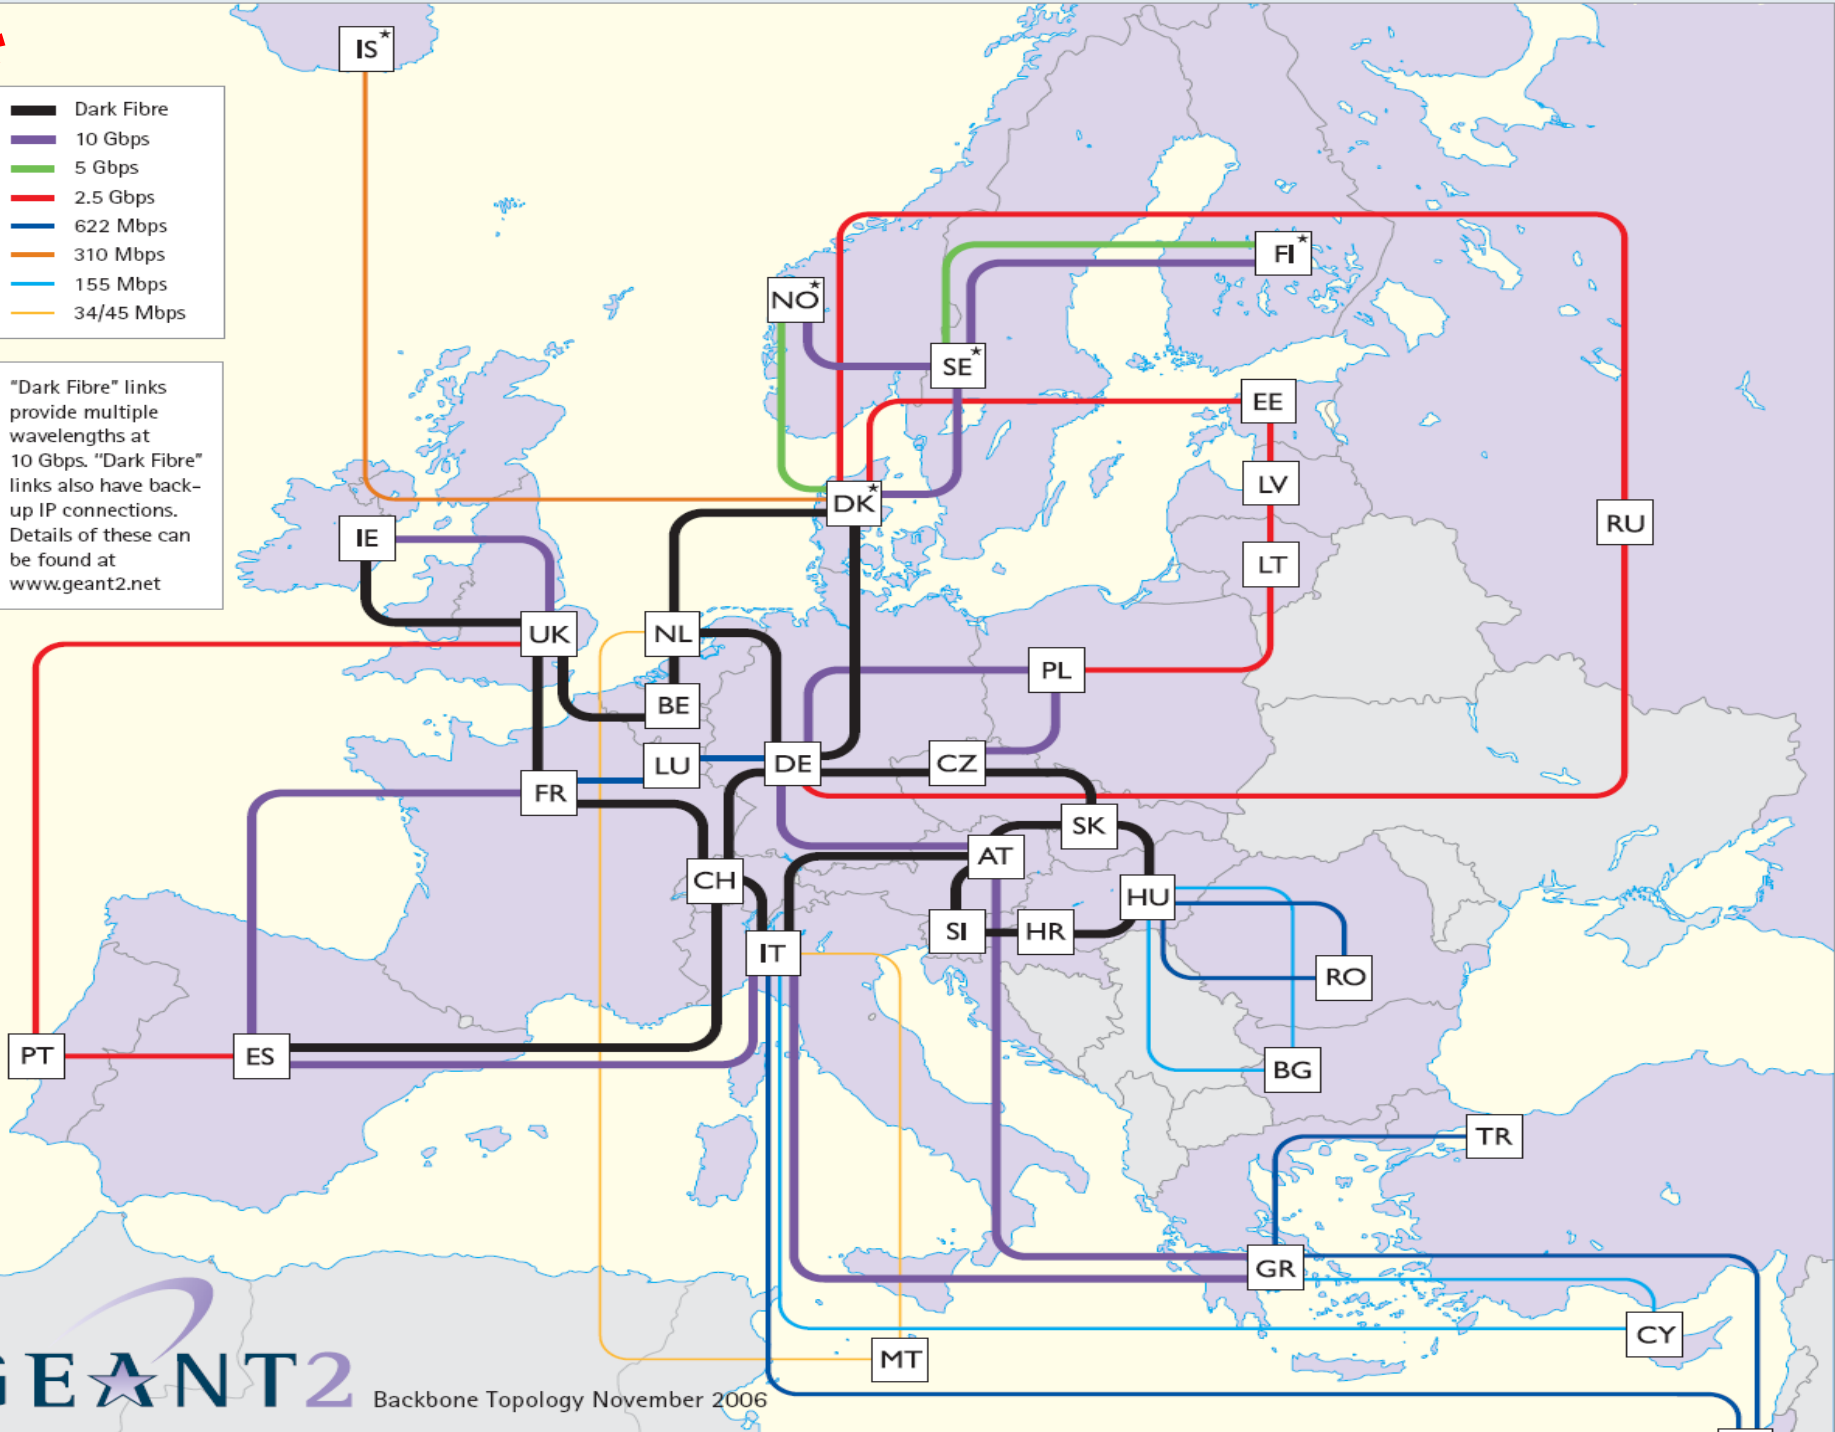 IS*
Dark Fibre
10 Gbps
5 Gbps
2.5 Gbps
622 Mbps
310 Mbps
155 Mbps
34/45 Mbps
"Dark Fibre" links
provide multiple
wavelengths at
10 Gbps. "Dark Fibre"
links also have back-
up IP connections.
Details of these can
be found at
www.geant2.net
FI*
NO*
SE*
EE
LV
DK*
RU
IE
LT
UK
NL
PL
BE
LU
DE
CZ
FR
SK
AT
CH
HU
SI
HR
IT
RO
PT
ES
BG
TR
GR
CY
MT
GEANT2
Backbone Topology November 2006